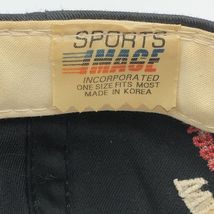 SPORTS
IMAGE
INCORPORATED
ONE SIZE FITS MOST
MADE IN KOREA